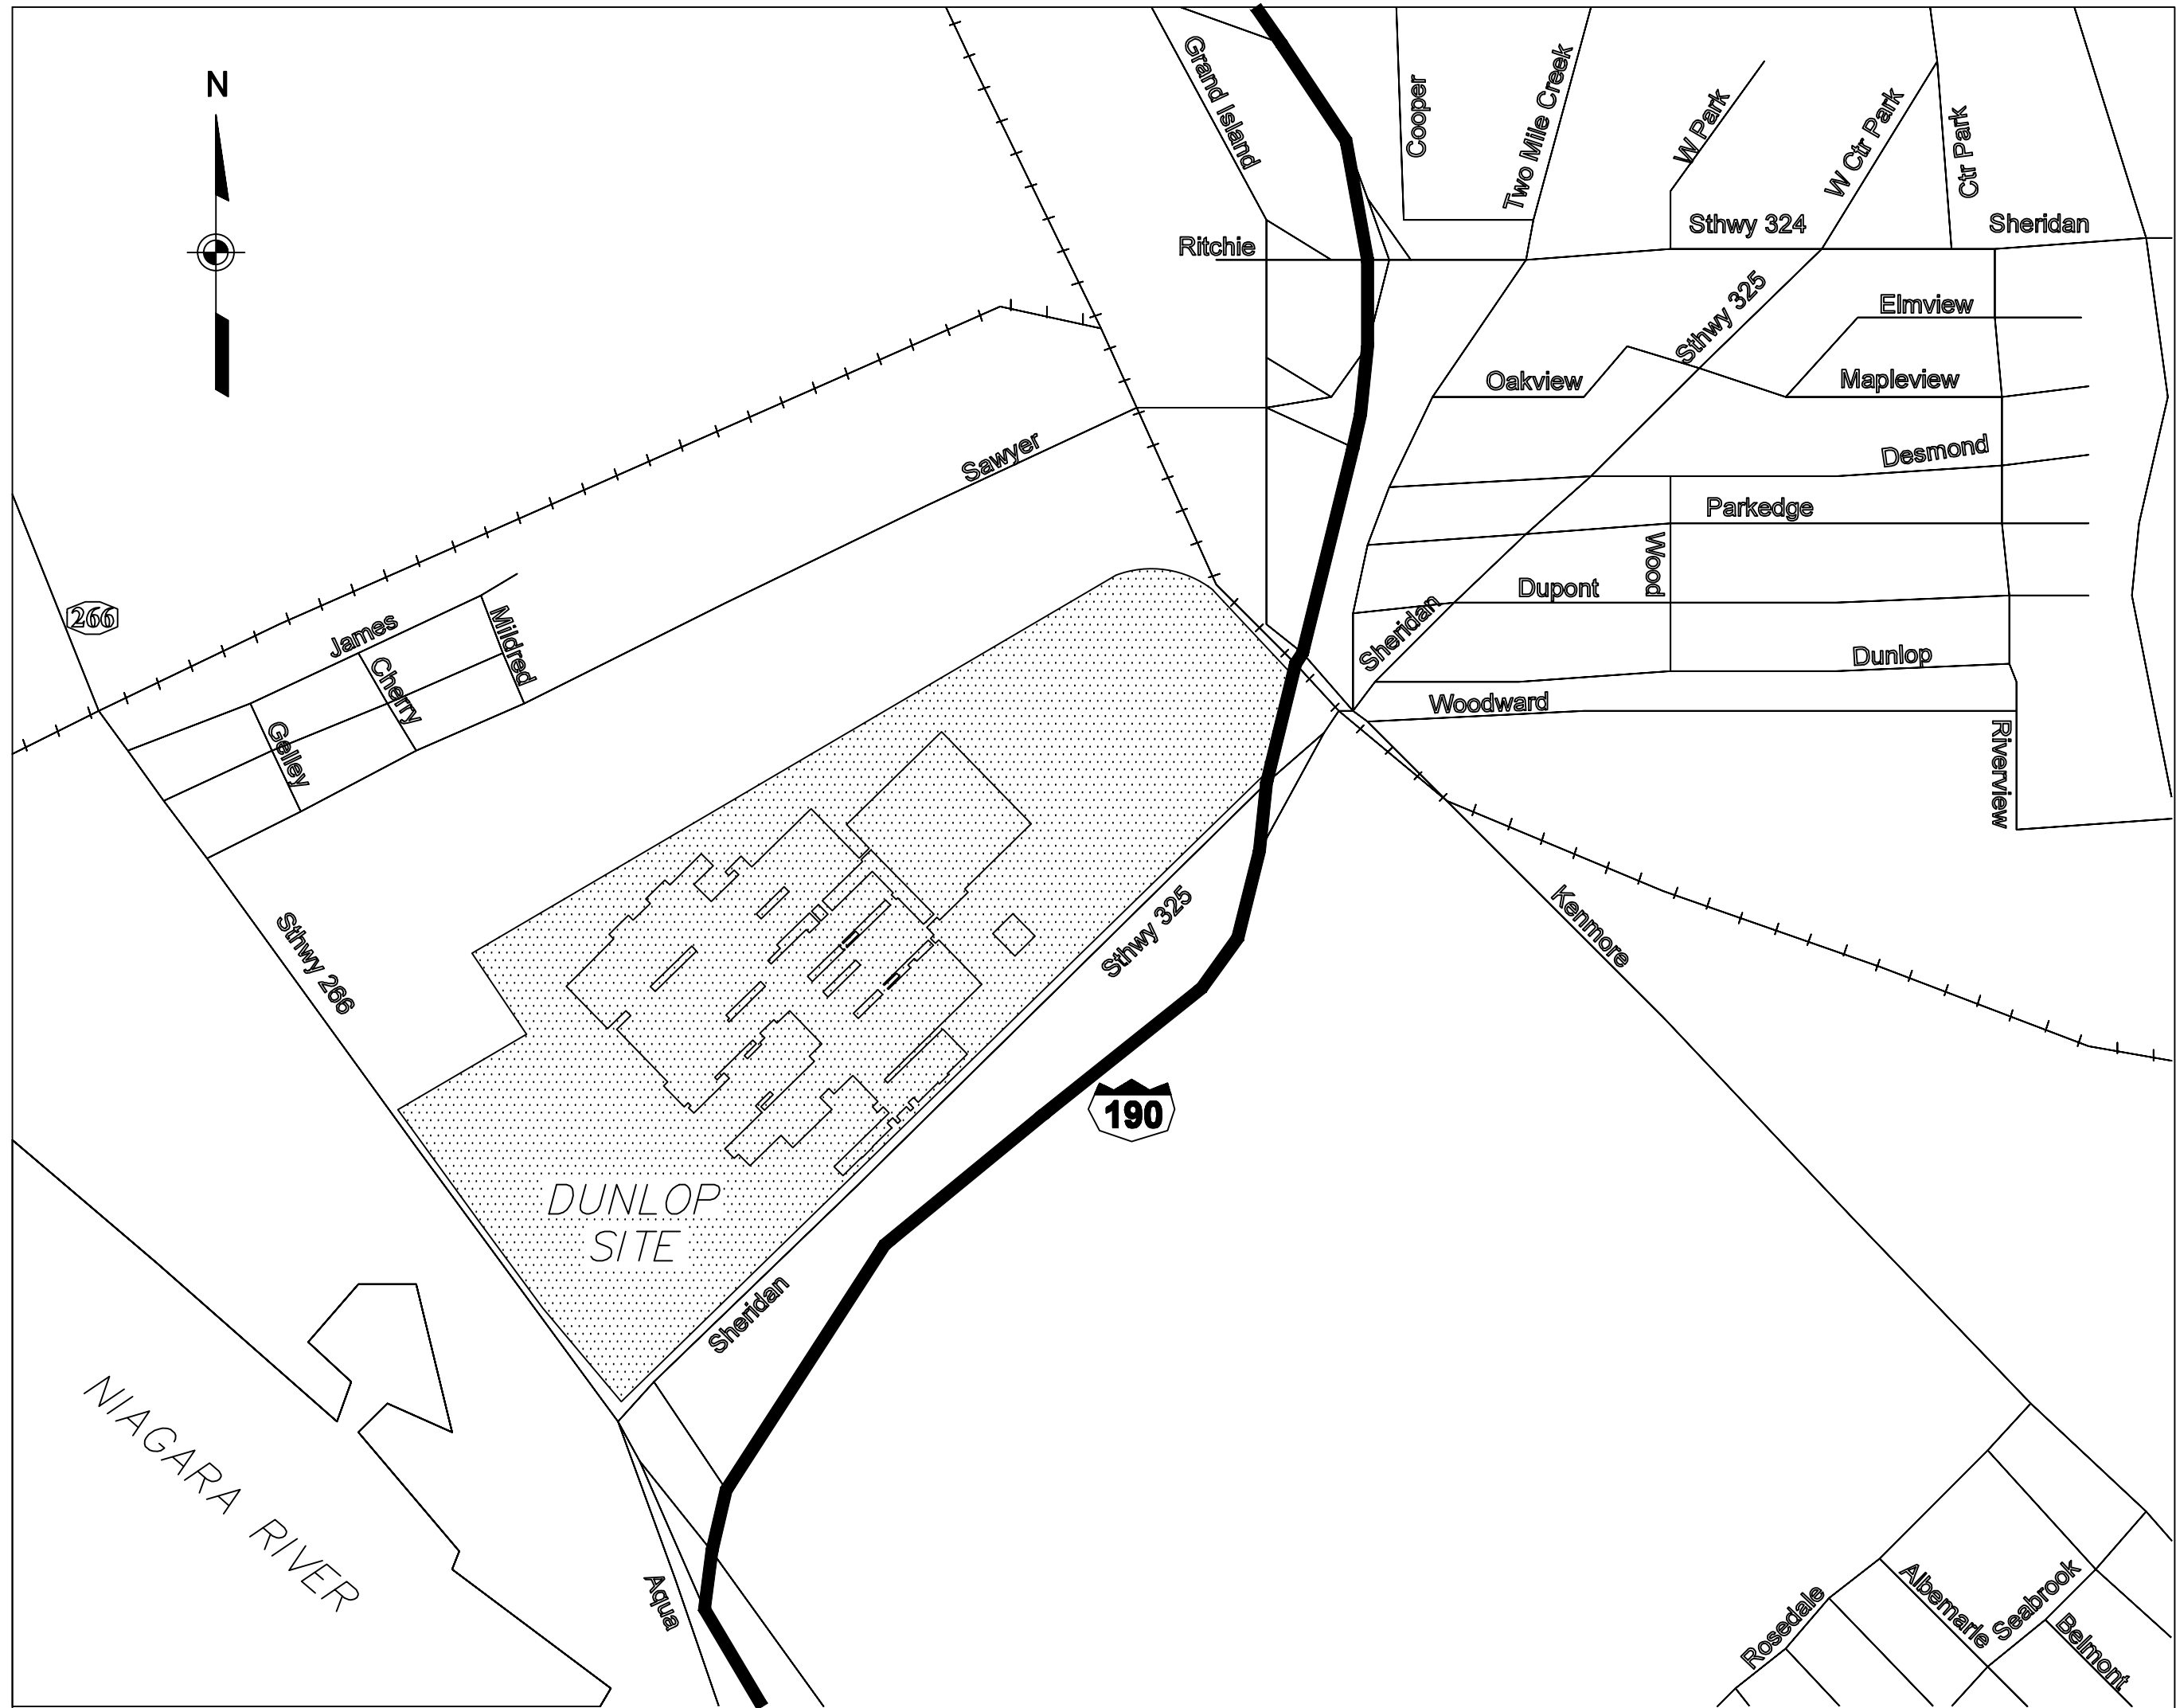 N
Grand Island
Cooper
Two Mile Creek
W Park
W Ctr Park
Ctr Park
Ritchie
Sthwy 324
Sheridan
Sthwy 325
Elmview
Oakview
Mapleview
Sawyer
Desmond
Parkedge
Wood
Dupont
266
James
Mildred
Cherry
Gelley
Sheridan
Dunlop
Woodward
Riverview
Sthwy 266
Sthwy 325
Kenmore
190
DUNLOP
SITE
Sheridan
NIAGARA RIVER
Aqua
Rosedale
Albemarle
Seabrook
Belmont